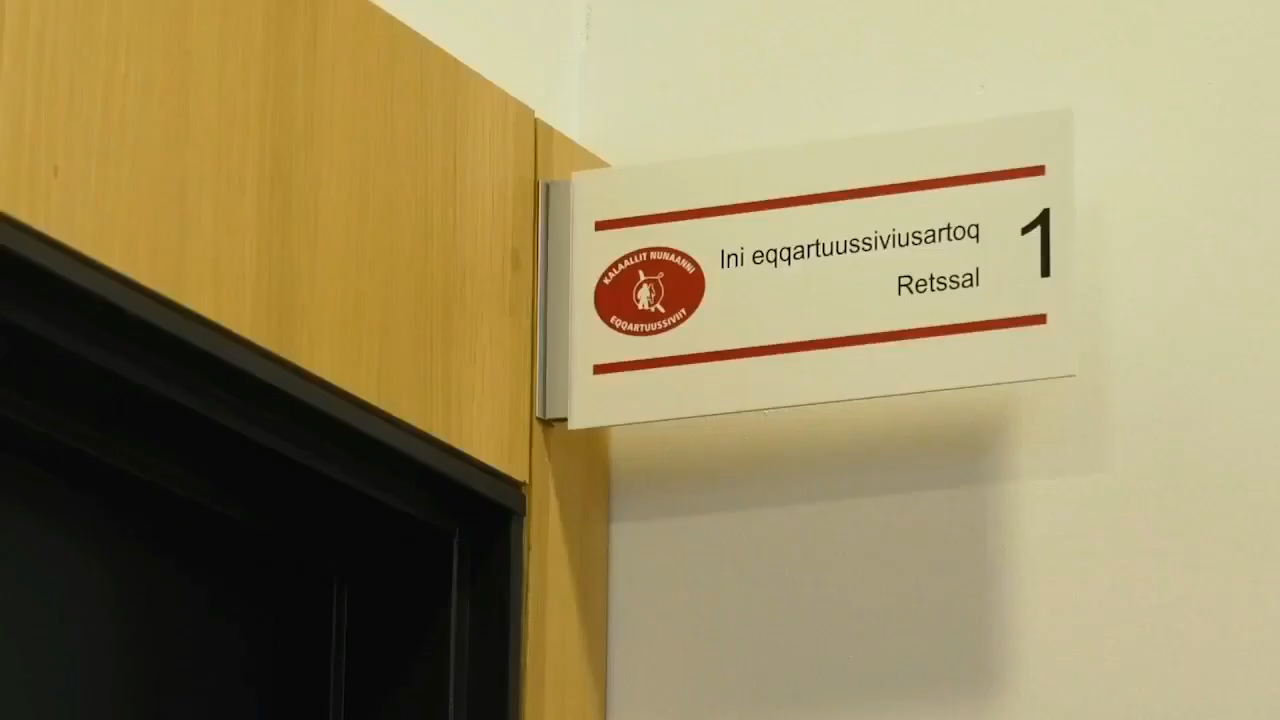 KALAALLIT NUNAANNI
EQQARTUUSSIVIIT
Ini eqqartuussiviusartoq
Retssal
1